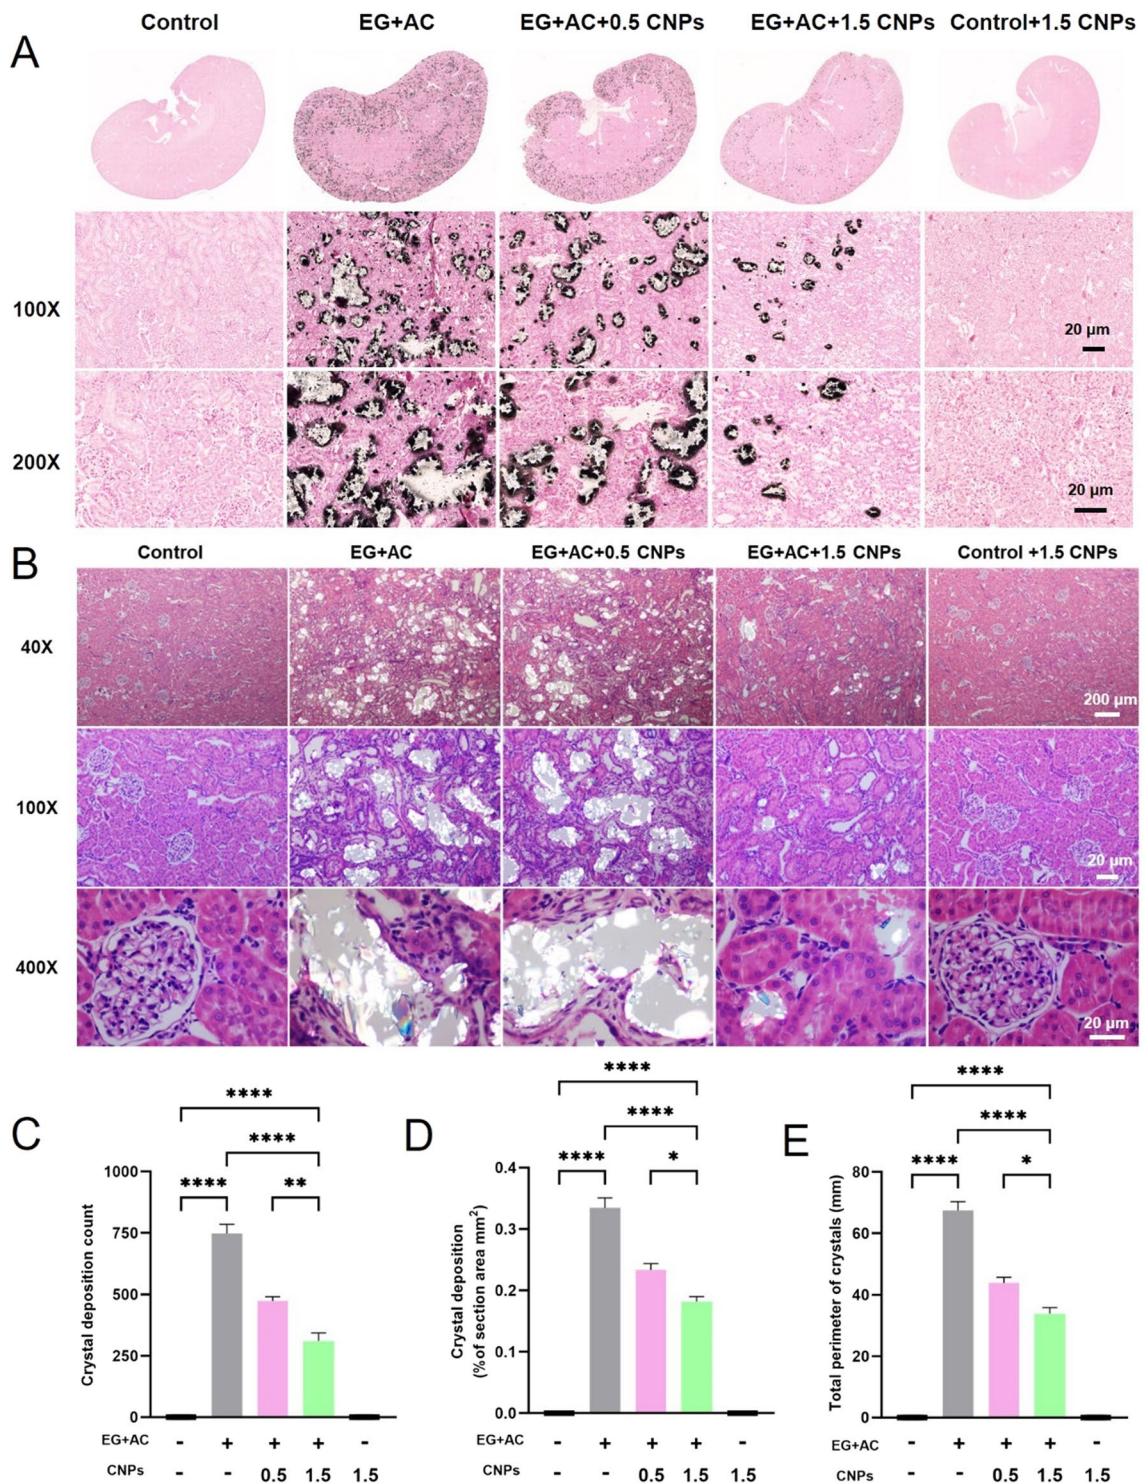 A
Control EG+AC EG+AC+0.5 CNPs EG+AC+1.5 CNPs Control+1.5 CNPs
100X
20 µm
200X
20 µm
B
Control EG+AC EG+AC+0.5 CNPs EG+AC+1.5 CNPs Control +1.5 CNPs
40X
200 µm
100X
20 µm
400X
20 µm
C
****
****
**** **
Crystal deposition count
1000
750
500
250
0
EG+AC - + + + -
CNPs - - 0.5 1.5 1.5
D
****
****
**** *
Crystal deposition
(% of section area mm²)
0.4
0.3
0.2
0.1
0.0
EG+AC - + + + -
CNPs - - 0.5 1.5 1.5
E
****
****
**** *
Total perimeter of crystals (mm)
80
60
40
20
0
EG+AC - + + + -
CNPs - - 0.5 1.5 1.5